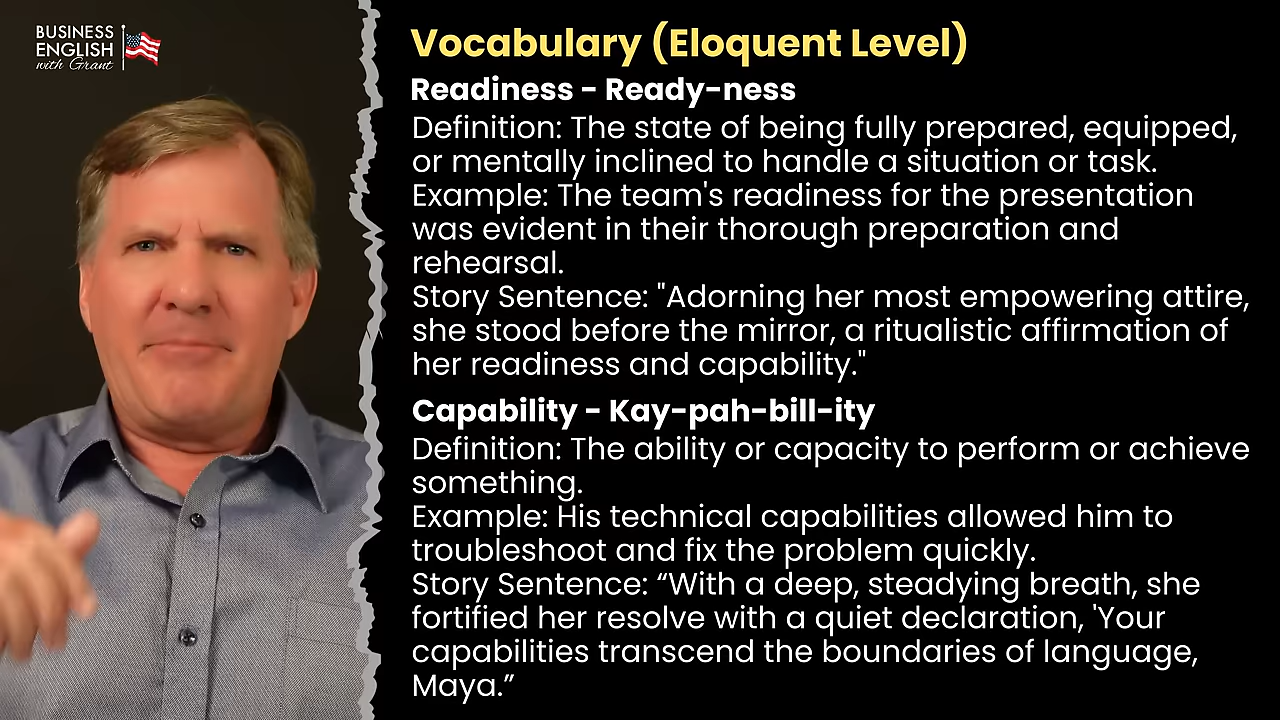 BUSINESS
ENGLISH
with Grant
Vocabulary (Eloquent Level)
Readiness - Ready-ness
Definition: The state of being fully prepared, equipped,
or mentally inclined to handle a situation or task.
Example: The team's readiness for the presentation
was evident in their thorough preparation and
rehearsal.
Story Sentence: "Adorning her most empowering attire,
she stood before the mirror, a ritualistic affirmation of
her readiness and capability."
Capability - Kay-pah-bill-ity
Definition: The ability or capacity to perform or achieve
something.
Example: His technical capabilities allowed him to
troubleshoot and fix the problem quickly.
Story Sentence: “With a deep, steadying breath, she
fortified her resolve with a quiet declaration, 'Your
capabilities transcend the boundaries of language,
Maya.”